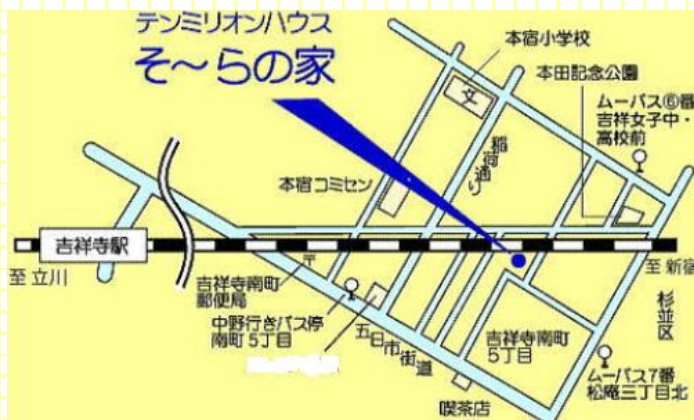 テンミリオンハウス
そ～らの家
本宿小学校
本田記念公園
ムーバス⑥番
吉祥女子中・
高校前
文
稲荷通り
本宿コミセン
吉祥寺駅
至 立川
至 新宿
〒
吉祥寺南町
郵便局
中野行きバス停
南町5丁目
五日市街道
吉祥寺南町
5丁目
杉並区
ムーバス7番
松庵三丁目北
喫茶店